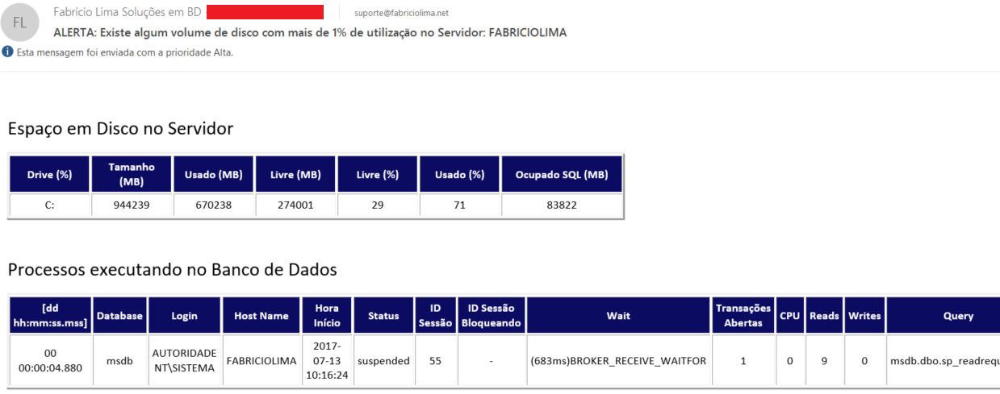 FL
Fabricio Lima Soluções em BD
suporte@fabriciolima.net
ALERTA: Existe algum volume de disco com mais de 1% de utilização no Servidor: FABRICIOLIMA
Esta mensagem foi enviada com a prioridade Alta.
Espaço em Disco no Servidor
Drive (%) Tamanho (MB) Usado (MB) Livre (MB) Livre (%) Usado (%) Ocupado SQL (MB)
C: 944239 670238 274001 29 71 83822
Processos executando no Banco de Dados
[dd hh:mm:ss.mss] Database Login Host Name Hora Início Status ID Sessão ID Sessão Bloqueando Wait Transações Abertas CPU Reads Writes Query
00 00:00:04.880 msdb AUTORIDADE NT\SISTEMA FABRICIOLIMA 2017-07-13 10:16:24 suspended 55 - (683ms)BROKER_RECEIVE_WAITFOR 1 0 9 0 msdb.dbo.sp_readrequ